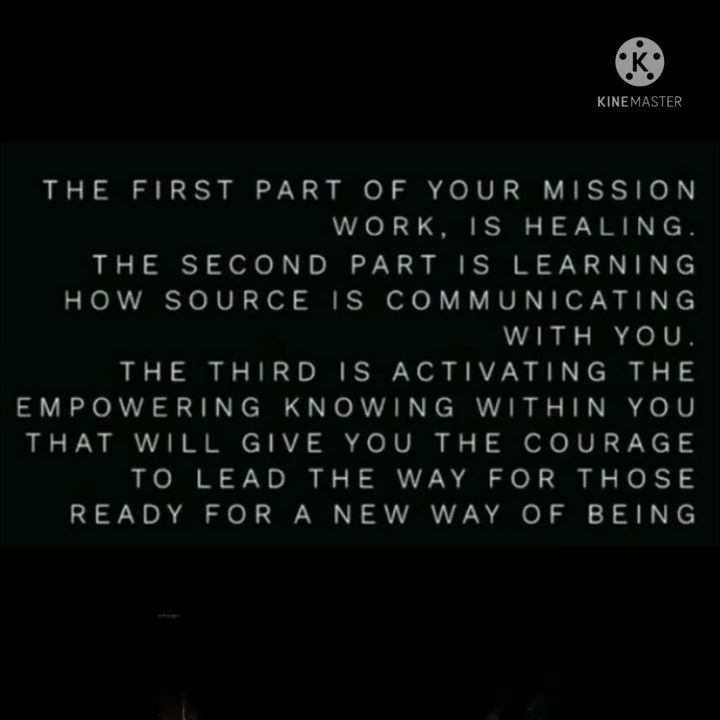 K
KINEMASTER
THE FIRST PART OF YOUR MISSION
WORK, IS HEALING.
THE SECOND PART IS LEARNING
HOW SOURCE IS COMMUNICATING
WITH YOU.
THE THIRD IS ACTIVATING THE
EMPOWERING KNOWING WITHIN YOU
THAT WILL GIVE YOU THE COURAGE
TO LEAD THE WAY FOR THOSE
READY FOR A NEW WAY OF BEING